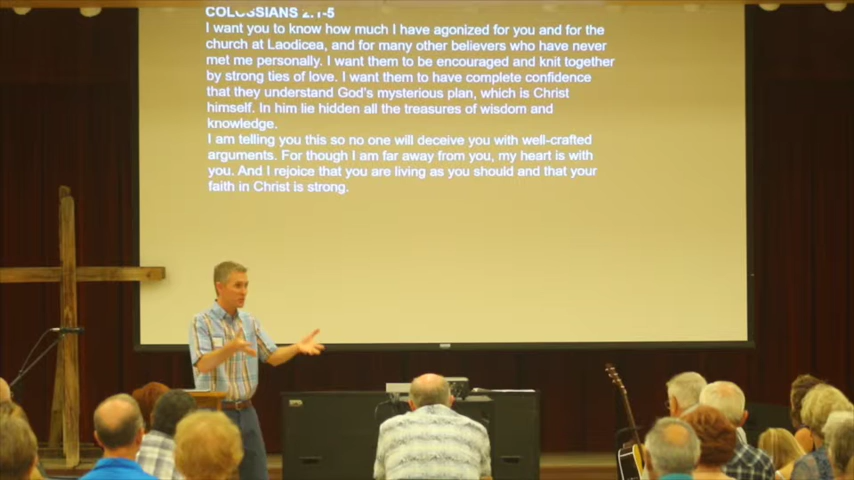 COLOSSIANS 2:1-5
I want you to know how much I have agonized for you and for the
church at Laodicea, and for many other believers who have never
met me personally. I want them to be encouraged and knit together
by strong ties of love. I want them to have complete confidence
that they understand God's mysterious plan, which is Christ
himself. In him lie hidden all the treasures of wisdom and
knowledge.
I am telling you this so no one will deceive you with well-crafted
arguments. For though I am far away from you, my heart is with
you. And I rejoice that you are living as you should and that your
faith in Christ is strong.